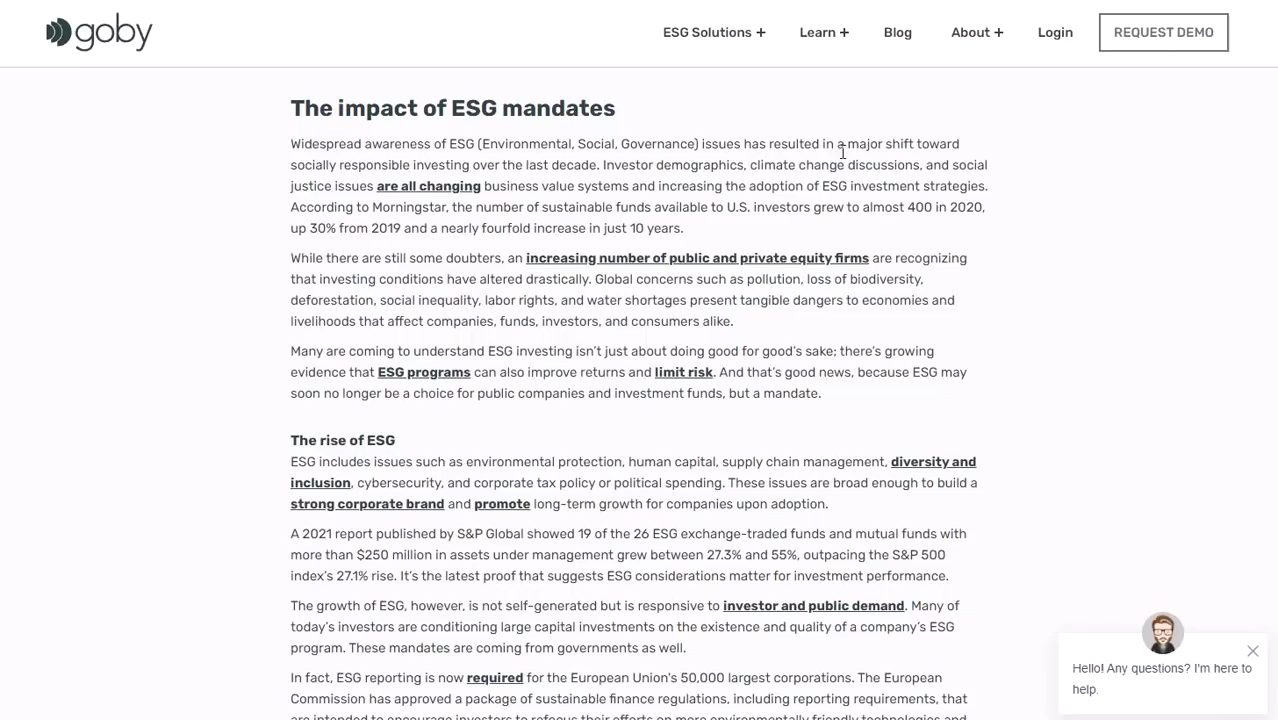 goby
ESG Solutions +
Learn +
Blog
About +
Login
REQUEST DEMO
The impact of ESG mandates
Widespread awareness of ESG (Environmental, Social, Governance) issues has resulted in a major shift toward
socially responsible investing over the last decade. Investor demographics, climate change discussions, and social
justice issues are all changing business value systems and increasing the adoption of ESG investment strategies.
According to Morningstar, the number of sustainable funds available to U.S. investors grew to almost 400 in 2020,
up 30% from 2019 and a nearly fourfold increase in just 10 years.
While there are still some doubters, an increasing number of public and private equity firms are recognizing
that investing conditions have altered drastically. Global concerns such as pollution, loss of biodiversity,
deforestation, social inequality, labor rights, and water shortages present tangible dangers to economies and
livelihoods that affect companies, funds, investors, and consumers alike.
Many are coming to understand ESG investing isn't just about doing good for good's sake; there's growing
evidence that ESG programs can also improve returns and limit risk. And that's good news, because ESG may
soon no longer be a choice for public companies and investment funds, but a mandate.
The rise of ESG
ESG includes issues such as environmental protection, human capital, supply chain management, diversity and
inclusion, cybersecurity, and corporate tax policy or political spending. These issues are broad enough to build a
strong corporate brand and promote long-term growth for companies upon adoption.
A 2021 report published by S&P Global showed 19 of the 26 ESG exchange-traded funds and mutual funds with
more than $250 million in assets under management grew between 27.3% and 55%, outpacing the S&P 500
index's 27.1% rise. It's the latest proof that suggests ESG considerations matter for investment performance.
The growth of ESG, however, is not self-generated but is responsive to investor and public demand. Many of
today's investors are conditioning large capital investments on the existence and quality of a company's ESG
program. These mandates are coming from governments as well.
In fact, ESG reporting is now required for the European Union's 50,000 largest corporations. The European
Commission has approved a package of sustainable finance regulations, including reporting requirements, that
are intended to encourage investors to refocus their efforts on more environmentally friendly technologies and
Hello! Any questions? I'm here to
help.